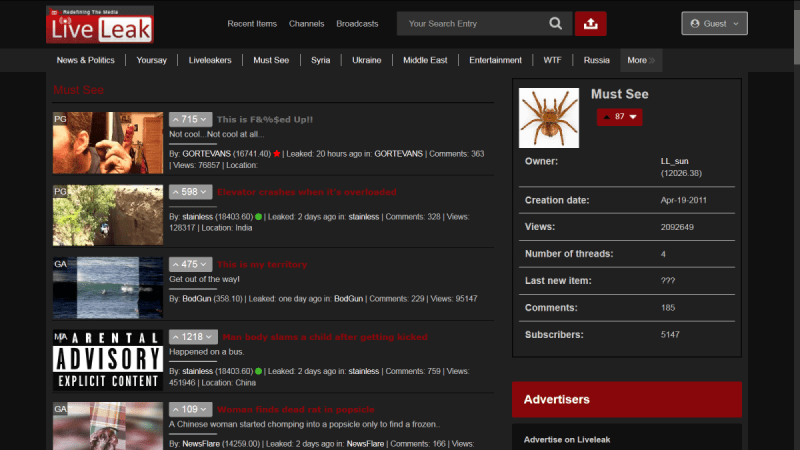 Redefining The Media
LiveLeak
Recent Items Channels Broadcasts
Your Search Entry
Guest
News & Politics Yoursay Liveleakers Must See Syria Ukraine Middle East Entertainment WTF Russia More
Must See
PG
715
This is F&%$ed Up!!
Not cool...Not cool at all...
By: GORTEVANS (16741.40) | Leaked: 20 hours ago in: GORTEVANS | Comments: 363
| Views: 76857 | Location:
PG
598
Elevator crashes when it's overloaded
By: stainless (18403.60) | Leaked: 2 days ago in: stainless | Comments: 328 | Views:
128317 | Location: India
GA
475
This is my territory
Get out of the way!
By: BodGun (358.10) | Leaked: one day ago in: BodGun | Comments: 229 | Views: 95147
MA
PARENTAL
ADVISORY
EXPLICIT CONTENT
1218
Man body slams a child after getting kicked
Happened on a bus.
By: stainless (18403.60) | Leaked: 2 days ago in: stainless | Comments: 759 | Views:
451946 | Location: China
GA
109
Woman finds dead rat in popsicle
A Chinese woman started chomping into a popsicle only to find a frozen..
By: NewsFlare (14259.00) | Leaked: 2 days ago in: NewsFlare | Comments: 166 | Views:
Must See
87
Owner: LL_sun
(12026.38)
Creation date: Apr-19-2011
Views: 2092649
Number of threads: 4
Last new item: ???
Comments: 185
Subscribers: 5147
Advertisers
Advertise on Liveleak